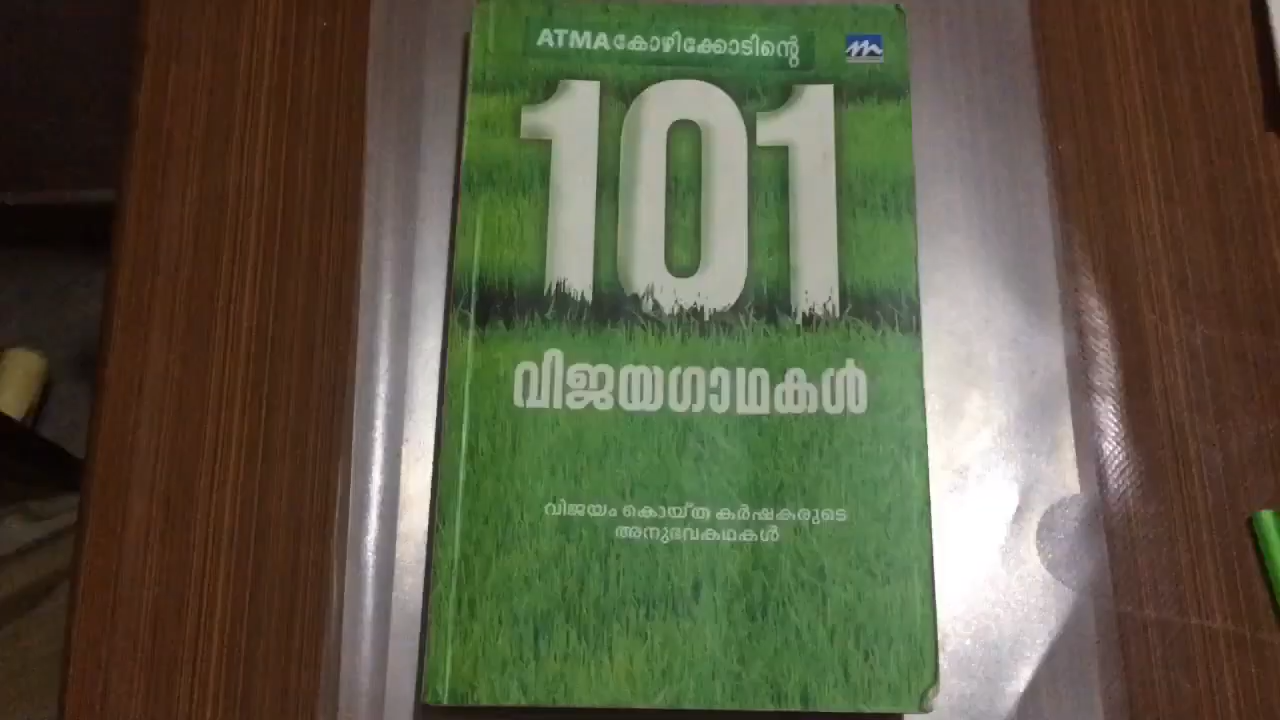 ATMA കോഴിക്കോടിന്റെ
101
വിജയഗാഥകൾ
വിജയം കൊയ്ത കർഷകരുടെ
അനുഭവകഥകൾ